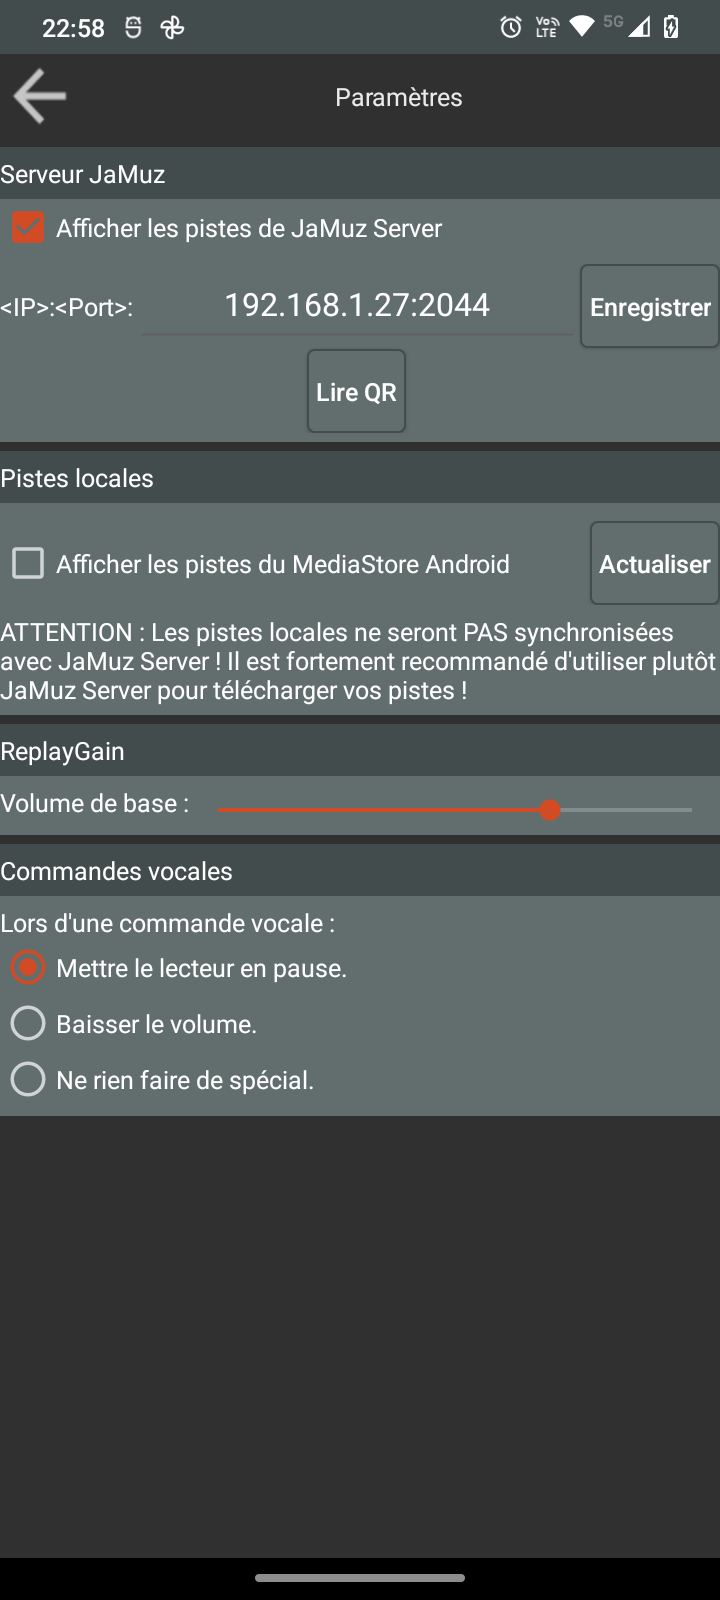 22:58
Vo LTE 5G
Paramètres
Serveur JaMuz
Afficher les pistes de JaMuz Server
<IP>:<Port>: 192.168.1.27:2044 Enregistrer
Lire QR
Pistes locales
Afficher les pistes du MediaStore Android Actualiser
ATTENTION : Les pistes locales ne seront PAS synchronisées
avec JaMuz Server ! Il est fortement recommandé d'utiliser plutôt
JaMuz Server pour télécharger vos pistes !
ReplayGain
Volume de base :
Commandes vocales
Lors d'une commande vocale :
Mettre le lecteur en pause.
Baisser le volume.
Ne rien faire de spécial.